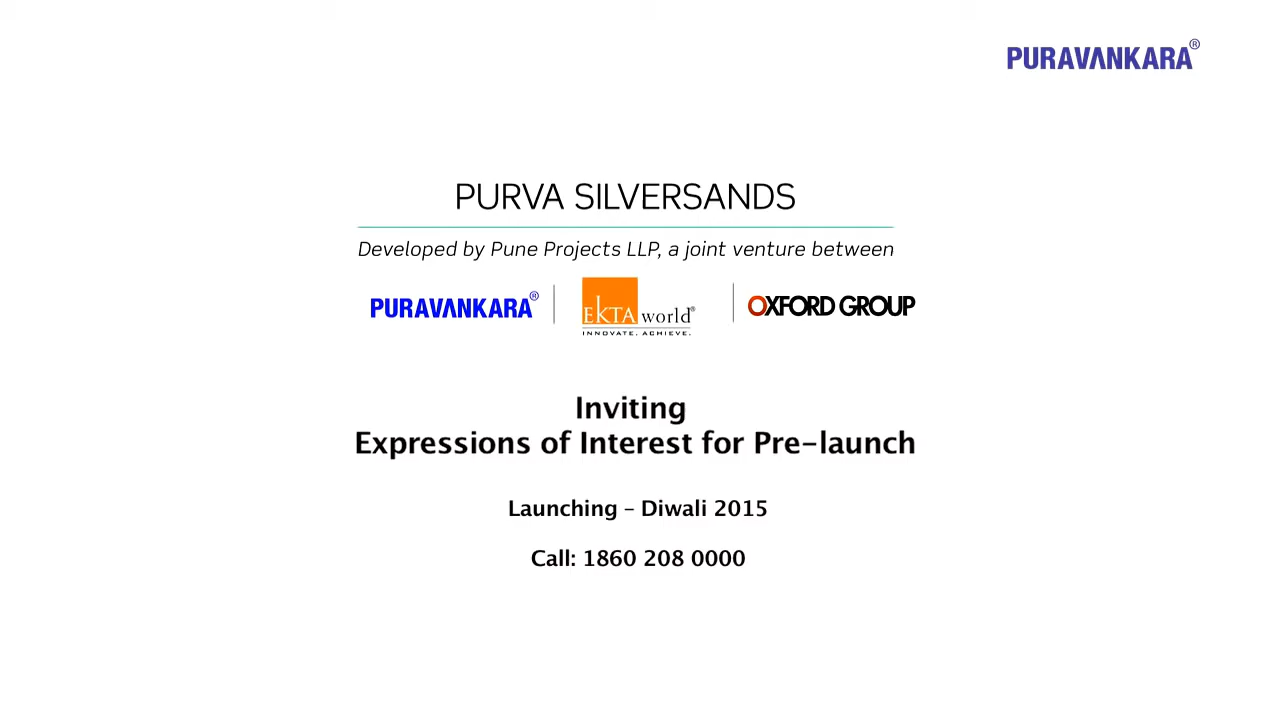 PURAVANKARA®
PURVA SILVERSANDS
Developed by Pune Projects LLP, a joint venture between
PURAVANKARA® EKTA world® OXFORD GROUP
INNOVATE. ACHIEVE.
Inviting
Expressions of Interest for Pre-launch
Launching – Diwali 2015
Call: 1860 208 0000